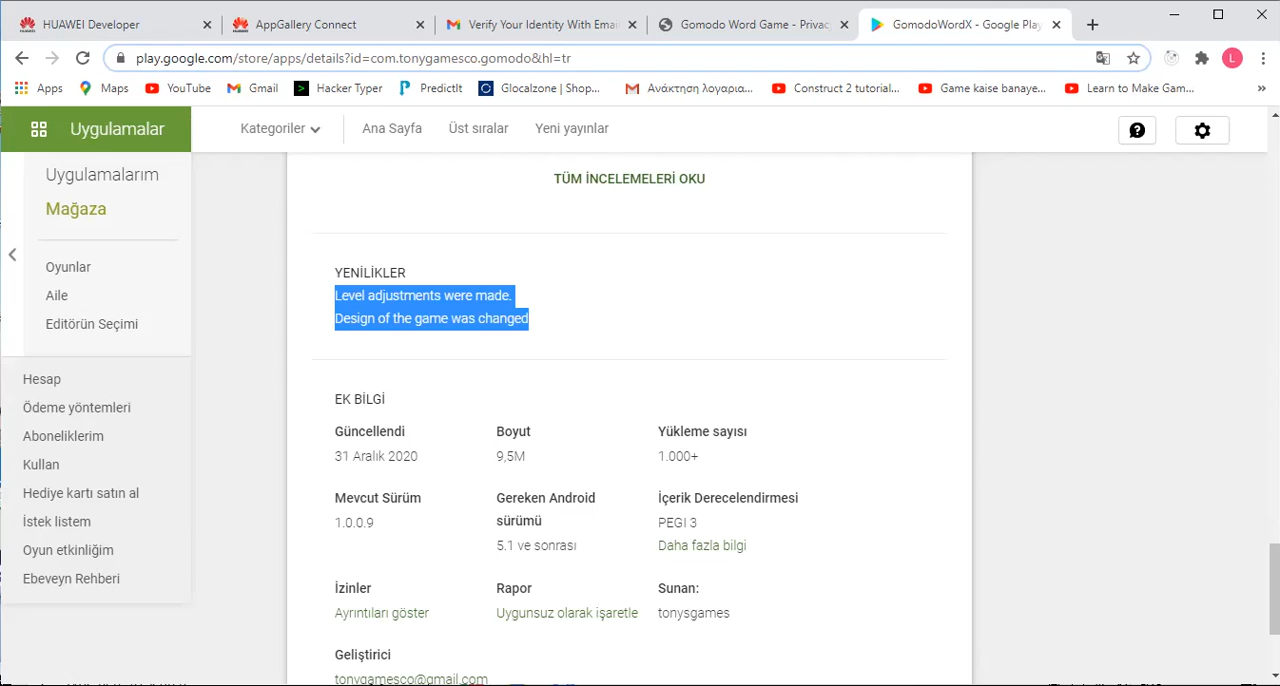 HUAWEI Developer
AppGallery Connect
Verify Your Identity With Emai
Gomodo Word Game - Privac
GomodoWordX - Google Play
play.google.com/store/apps/details?id=com.tonygamesco.gomodo&hl=tr
L
Apps
Maps
YouTube
Gmail
Hacker Typer
PredictIt
Glocalzone | Shop...
Ανάκτηση λογαρια...
Construct 2 tutorial...
Game kaise banaye...
Learn to Make Gam...
»
Uygulamalar
Kategoriler
Ana Sayfa
Üst sıralar
Yeni yayınlar
Uygulamalarım
Mağaza
Oyunlar
Aile
Editörün Seçimi
Hesap
Ödeme yöntemleri
Aboneliklerim
Kullan
Hediye kartı satın al
İstek listem
Oyun etkinliğim
Ebeveyn Rehberi
TÜM İNCELEMELERİ OKU
YENİLİKLER
Level adjustments were made.
Design of the game was changed
EK BİLGİ
Güncellendi
31 Aralık 2020
Boyut
9,5M
Yükleme sayısı
1.000+
Mevcut Sürüm
1.0.0.9
Gereken Android
sürümü
5.1 ve sonrası
İçerik Derecelendirmesi
PEGI 3
Daha fazla bilgi
İzinler
Ayrıntıları göster
Rapor
Uygunsuz olarak işaretle
Sunan:
tonysgames
Geliştirici
tonygamesco@gmail.com